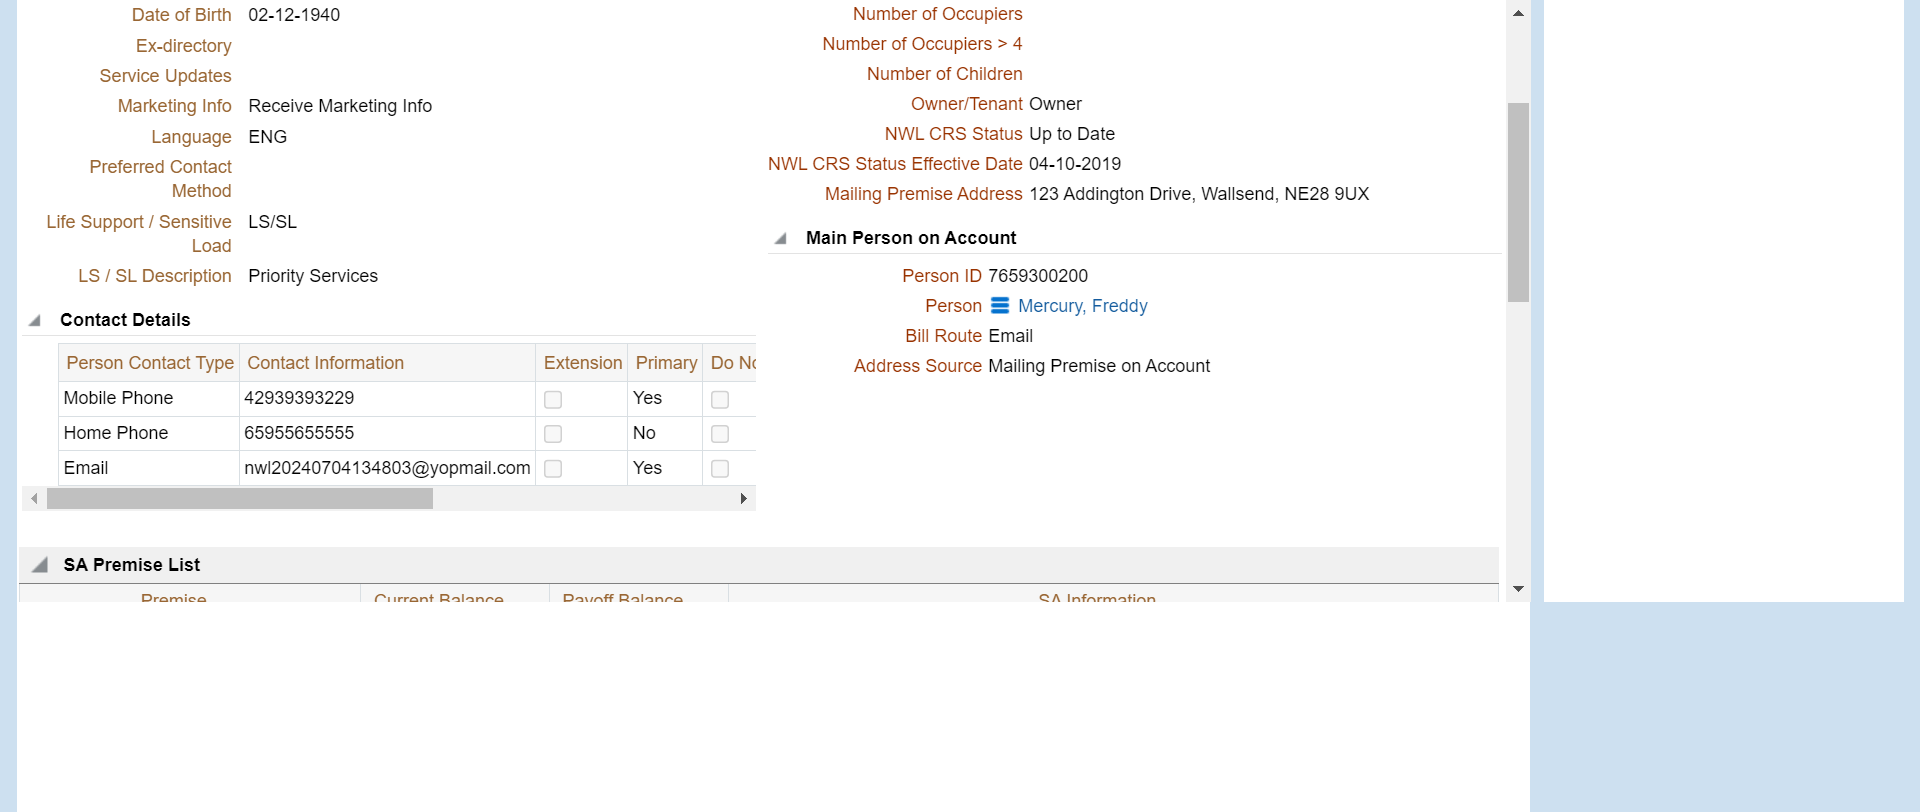 Date of Birth 02-12-1940
Ex-directory
Service Updates
Marketing Info Receive Marketing Info
Language ENG
Preferred Contact
Method
Life Support / Sensitive LS/SL
Load
LS / SL Description Priority Services
Contact Details
Person Contact Type Contact Information Extension Primary Do No
Mobile Phone 42939393229 Yes
Home Phone 65955655555 No
Email nwl20240704134803@yopmail.com Yes
Number of Occupiers
Number of Occupiers > 4
Number of Children
Owner/Tenant Owner
NWL CRS Status Up to Date
NWL CRS Status Effective Date 04-10-2019
Mailing Premise Address 123 Addington Drive, Wallsend, NE28 9UX
Main Person on Account
Person ID 7659300200
Person Mercury, Freddy
Bill Route Email
Address Source Mailing Premise on Account
SA Premise List
Premise Current Balance Payoff Balance SA Information